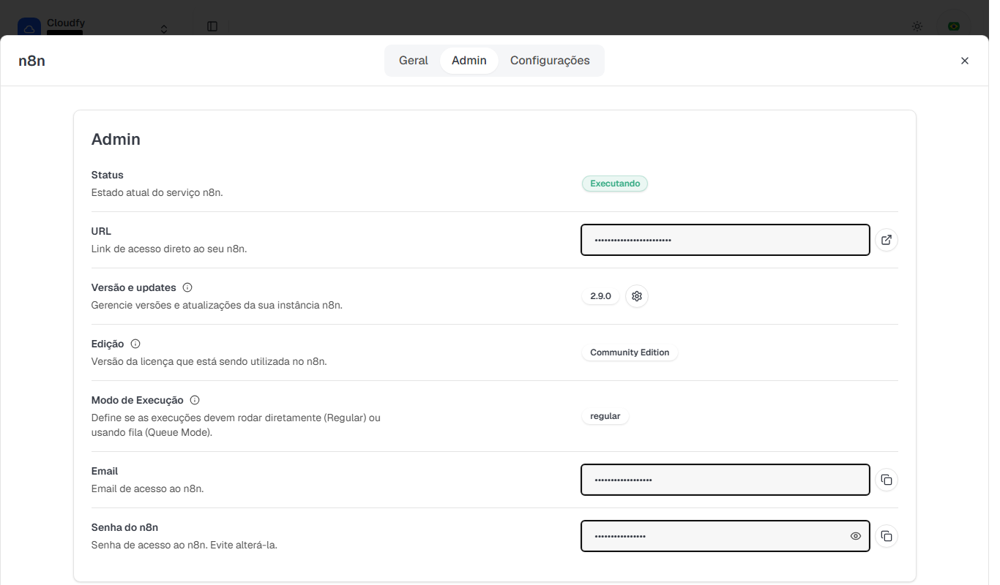 Cloudfy
n8n
Geral
Admin
Configurações
Admin
Status
Estado atual do serviço n8n.
Executando
URL
Link de acesso direto ao seu n8n.
••••••••••••••••••••••••
Versão e updates
Gerencie versões e atualizações da sua instância n8n.
2.9.0
Edição
Versão da licença que está sendo utilizada no n8n.
Community Edition
Modo de Execução
Define se as execuções devem rodar diretamente (Regular) ou
usando fila (Queue Mode).
regular
Email
Email de acesso ao n8n.
••••••••••••••••••
Senha do n8n
Senha de acesso ao n8n. Evite alterá-la.
••••••••••••••••